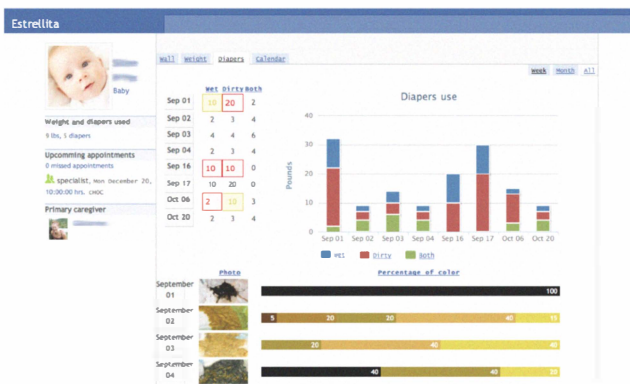 Estrellita
Wall Weight Diapers Calendar
Week Month All
Baby
Weight and diapers used
9 lbs, 5 diapers
Upcomming appointments
0 missed appointments
specialist, Mon December 20,
10:00:00 hrs. CHOC
Primary caregiver
Wet Dirty Both
Sep 01 10 20 2
Sep 02 2 3 4
Sep 03 4 4 6
Sep 04 2 3 4
Sep 16 10 10 0
Sep 17 10 20 0
Oct 06 2 10 3
Oct 20 2 3 4
Diapers use
Pounds
40
30
20
10
0
Sep 01 Sep 02 Sep 03 Sep 04 Sep 16 Sep 17 Oct 06 Oct 20
Wet Dirty Both
Photo Percentage of color
September
01
100
September
02
5 20 20 40 15
September
03
20 40 40
September
04
40 40 20